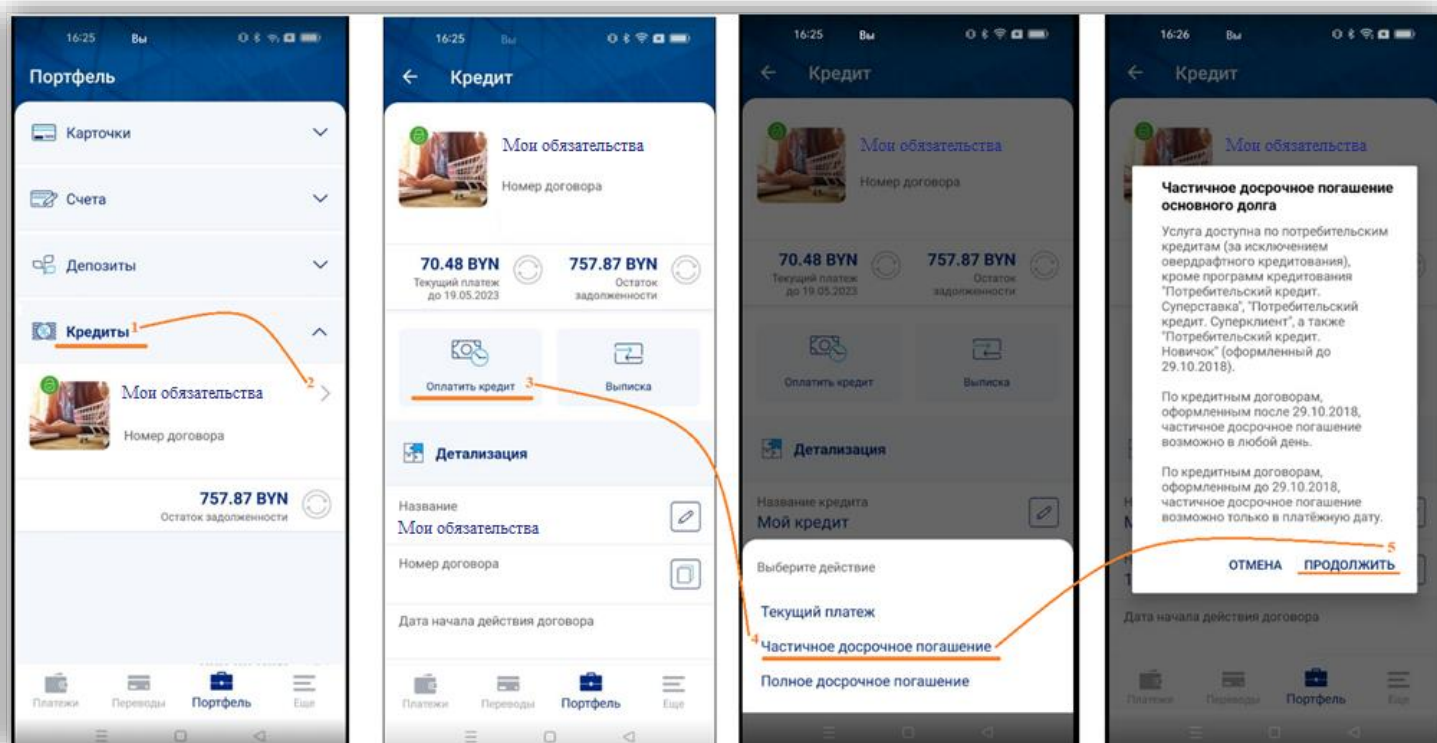 16:25 Вы
Портфель
Карточки
Счета
Депозиты
Кредиты 1
2
Мои обязательства
Номер договора
757.87 BYN
Остаток задолженности
Платежи Переводы Портфель Еще
16:25 Вы
Кредит
Мои обязательства
Номер договора
70.48 BYN
Текущий платеж
до 19.05.2023
757.87 BYN
Остаток
задолженности
Оплатить кредит 3
Выписка
Детализация
Название
Мои обязательства
Номер договора
Дата начала действия договора
Платежи Переводы Портфель Еще
16:25 Вы
Кредит
Мои обязательства
Номер договора
70.48 BYN
Текущий платеж
до 19.05.2023
757.87 BYN
Остаток
задолженности
Оплатить кредит
Выписка
Детализация
Название кредита
Мой кредит
Выберите действие
Текущий платеж
4 Частичное досрочное погашение
Полное досрочное погашение
16:26 Вы
Кредит
Мои обязательства
Частичное досрочное погашение
основного долга
Услуга доступна по потребительским
кредитам (за исключением
овердрафтного кредитования),
кроме программ кредитования
"Потребительский кредит.
Суперставка", "Потребительский
кредит. Суперклиент", а также
"Потребительский кредит.
Новичок" (оформленный до
29.10.2018).
По кредитным договорам,
оформленным после 29.10.2018,
частичное досрочное погашение
возможно в любой день.
По кредитным договорам,
оформленным до 29.10.2018,
частичное досрочное погашение
возможно только в платёжную дату.
5
ОТМЕНА ПРОДОЛЖИТЬ
Дата начала действия договора
Платежи Переводы Портфель Еще